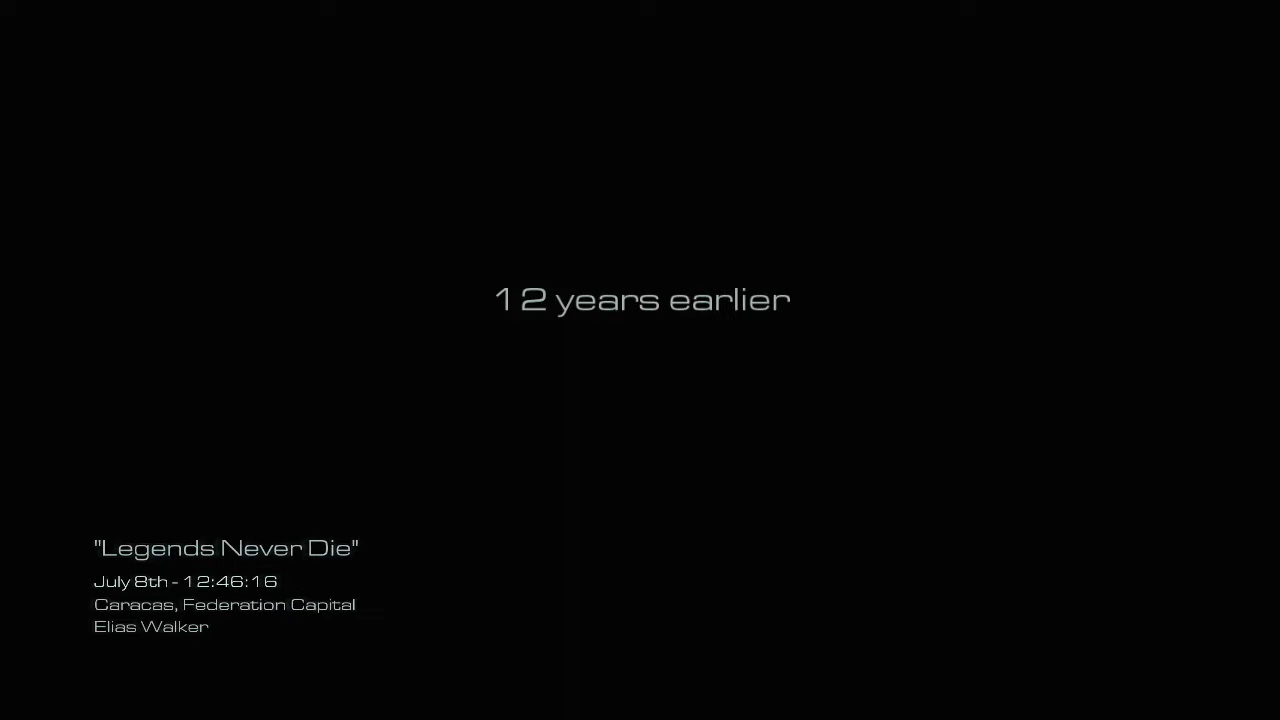 12 years earlier
"Legends Never Die"
July 8th - 12:46:16
Caracas, Federation Capital
Elias Walker